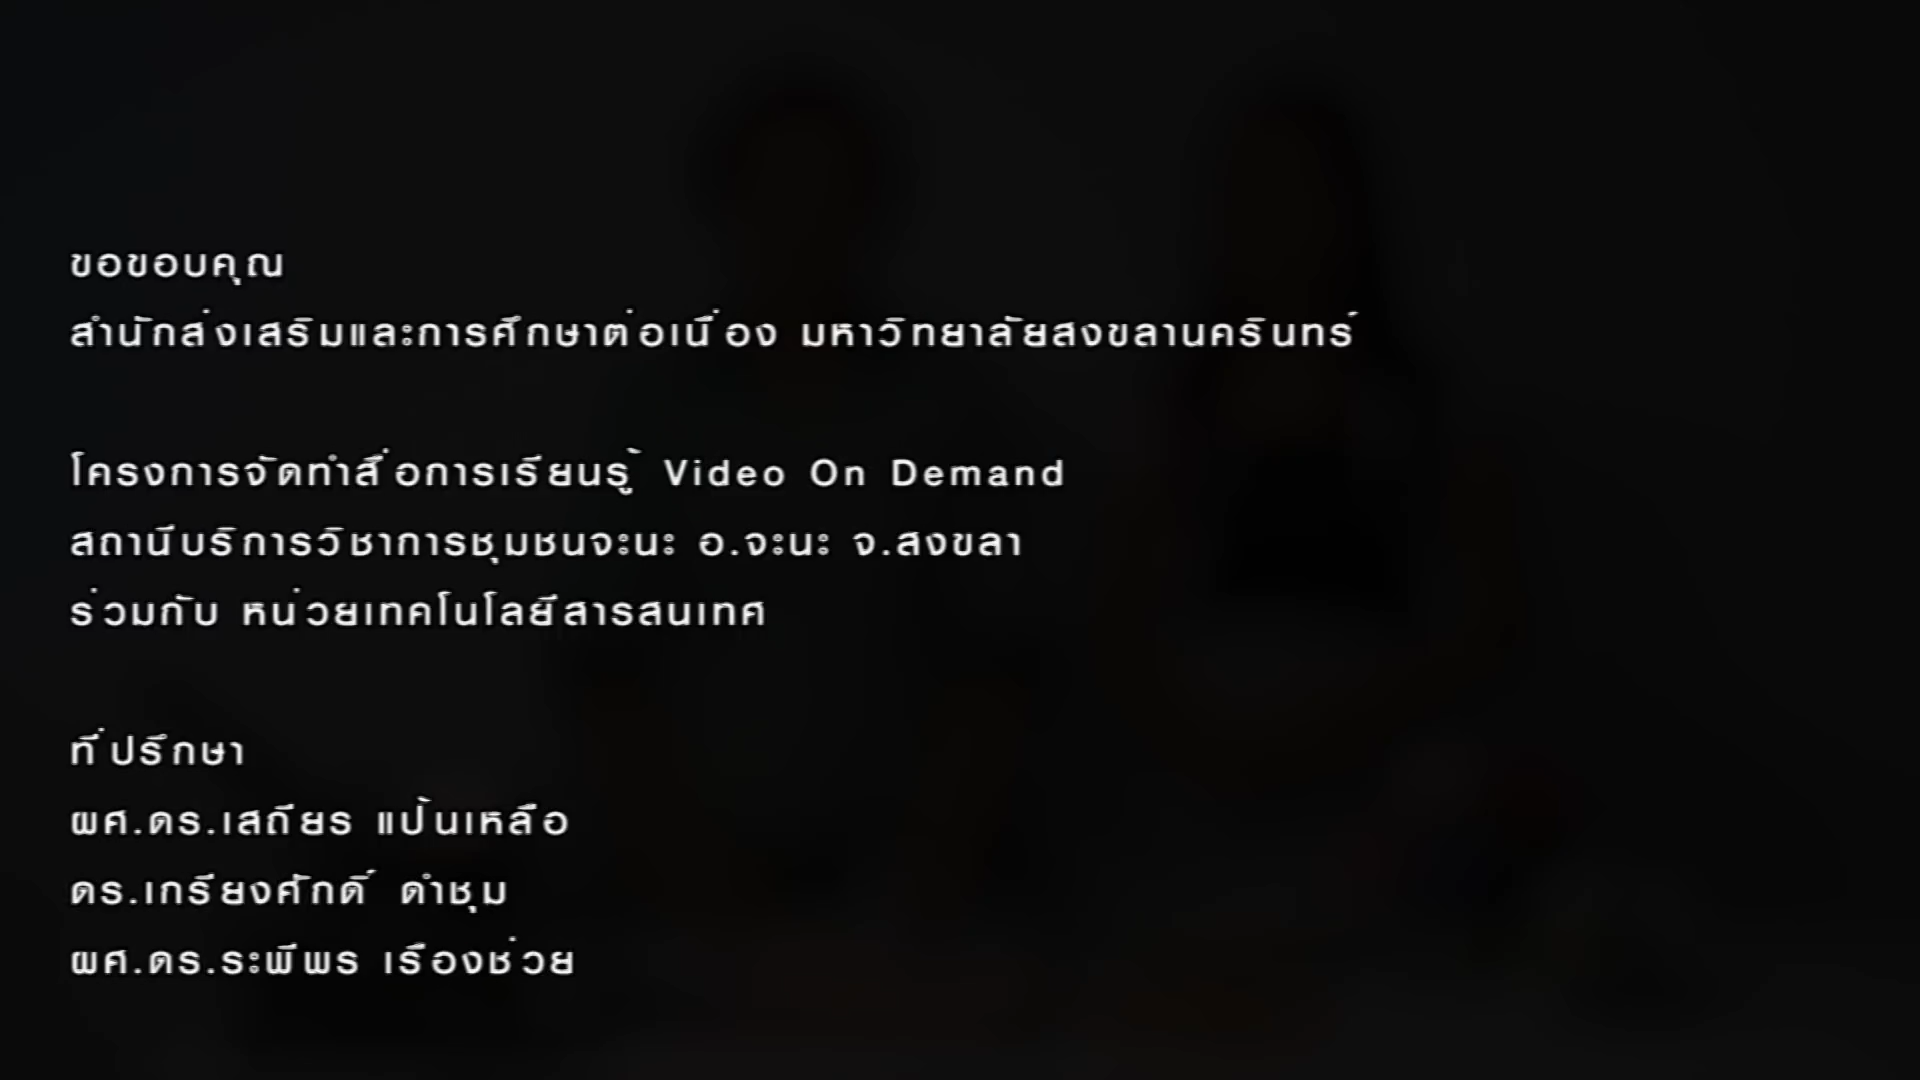 ขอขอบคุณ
สำนักส่งเสริมและการศึกษาต่อเนื่อง มหาวิทยาลัยสงขลานครินทร์
โครงการจัดทำสื่อการเรียนรู้ Video On Demand
สถานีบริการวิชาการชุมชนจะนะ อ.จะนะ จ.สงขลา
ร่วมกับ หน่วยเทคโนโลยีสารสนเทศ
ที่ปรึกษา
ผศ.ดร.เสถียร แป้นเหลือ
ดร.เกรียงศักดิ์ ดำชุม
ผศ.ดร.ระพีพร เรืองช่วย